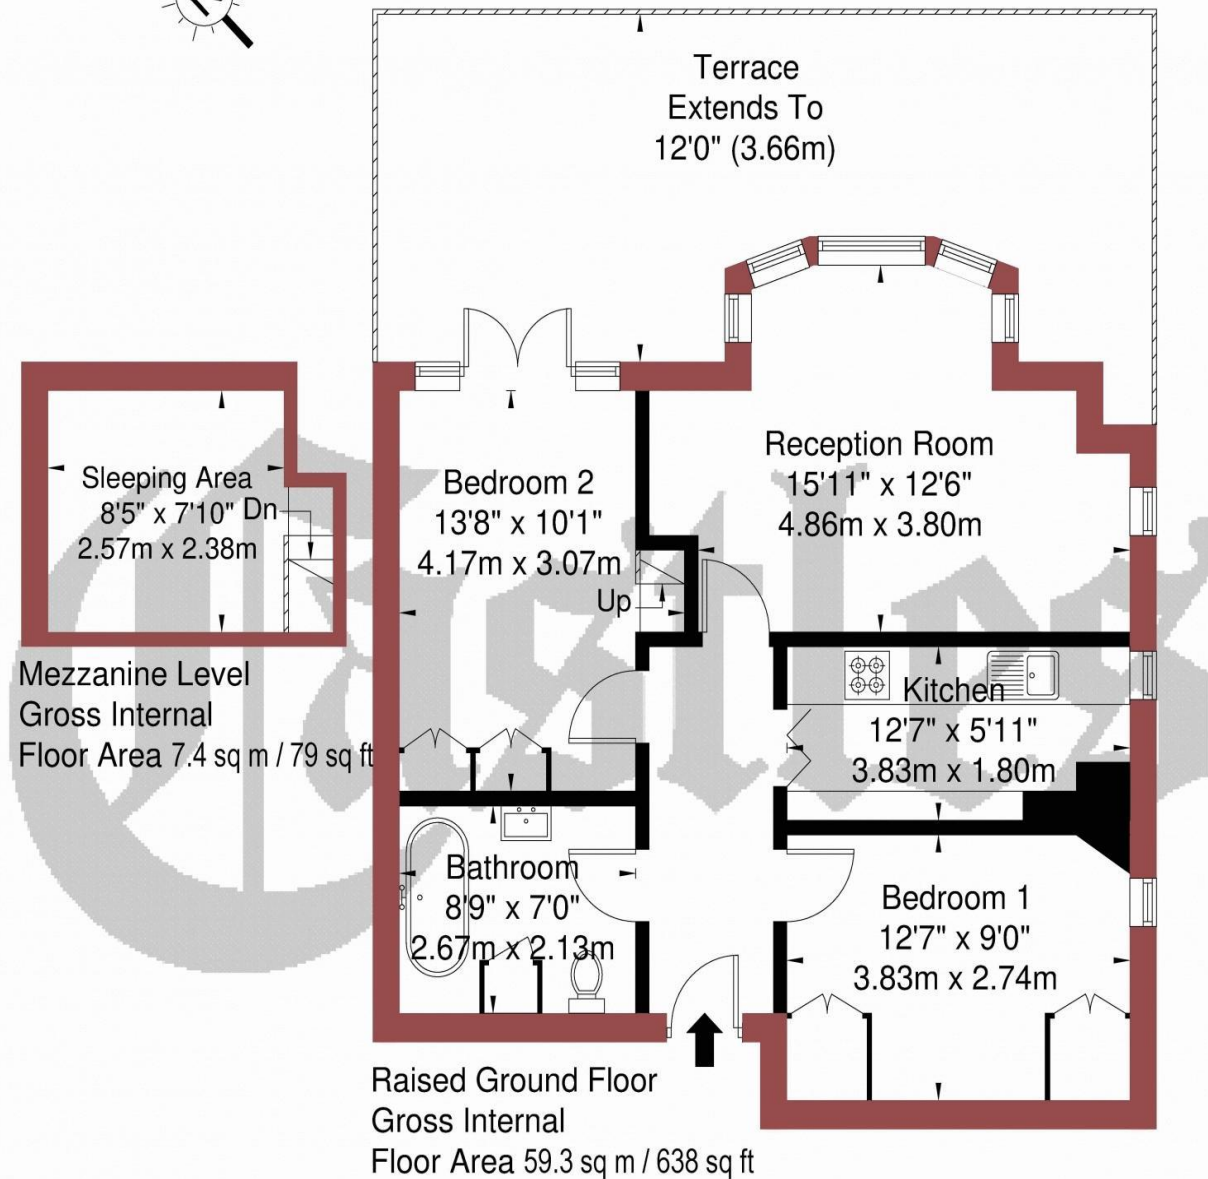 Terrace
Extends To
12'0" (3.66m)
Reception Room
15'11" x 12'6"
4.86m x 3.80m
Bedroom 2
13'8" x 10'1"
4.17m x 3.07m
Up
Sleeping Area
8'5" x 7'10" Dn
2.57m x 2.38m
Mezzanine Level
Gross Internal
Floor Area 7.4 sq m / 79 sq ft
Kitchen
12'7" x 5'11"
3.83m x 1.80m
Bathroom
8'9" x 7'0"
2.67m x 2.13m
Bedroom 1
12'7" x 9'0"
3.83m x 2.74m
Raised Ground Floor
Gross Internal
Floor Area 59.3 sq m / 638 sq ft